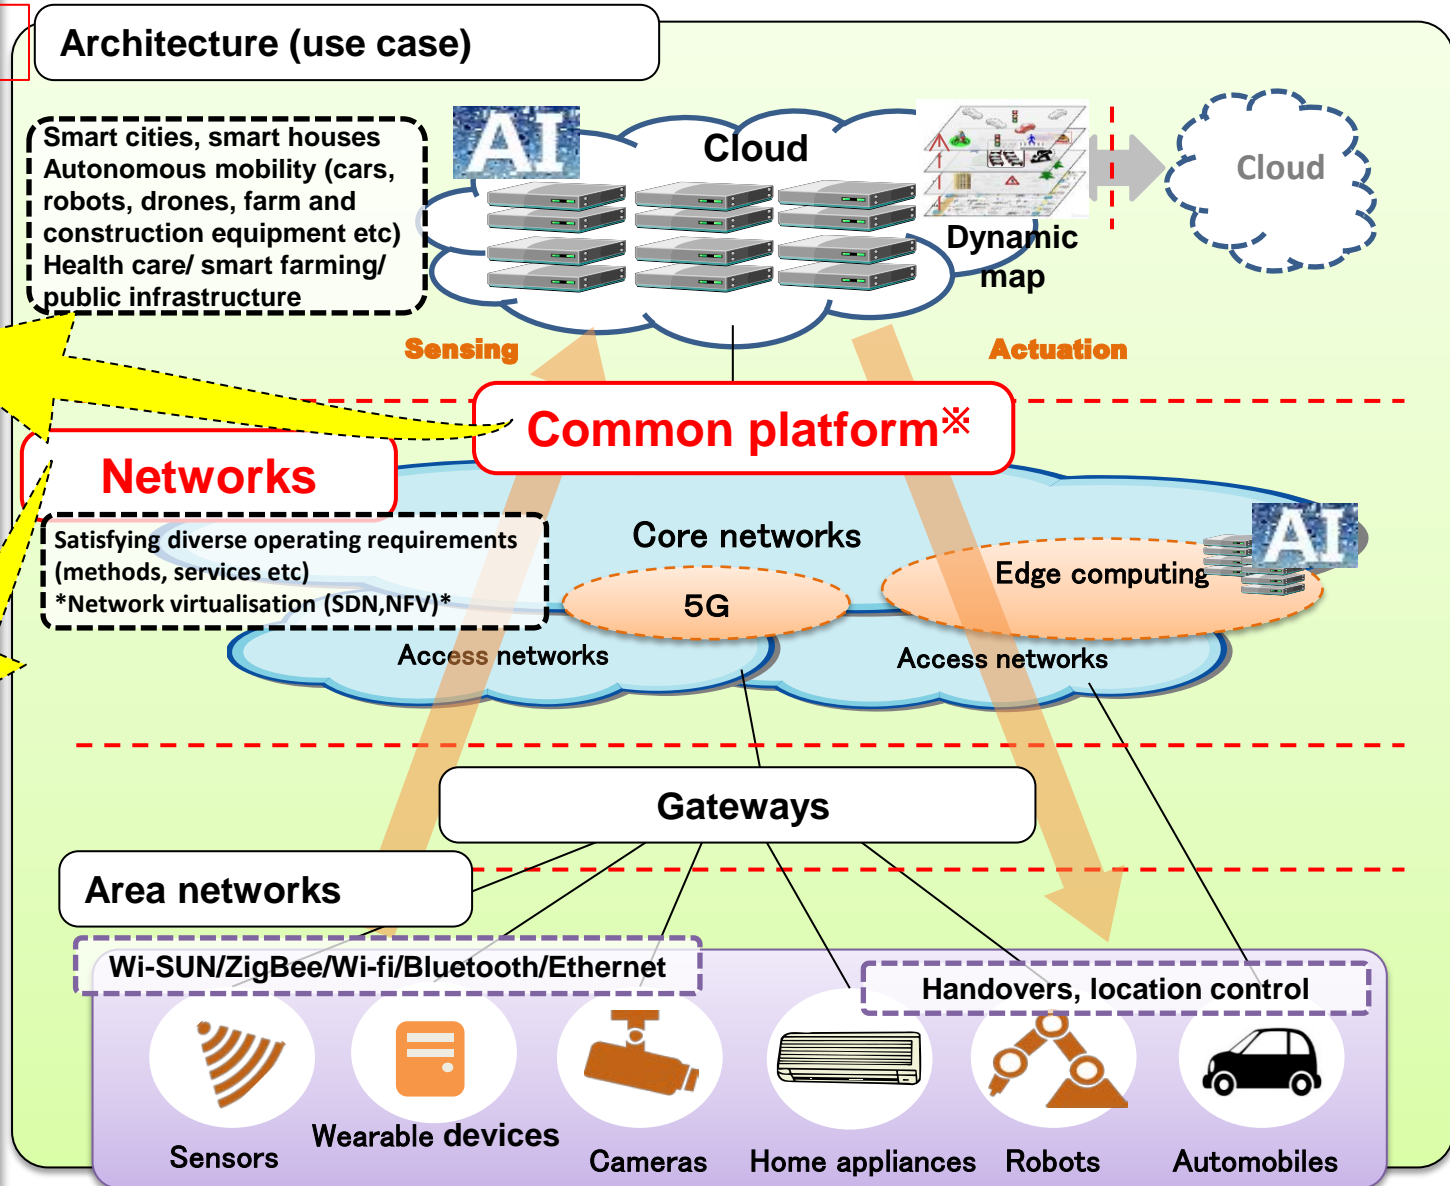 Architecture (use case)
Smart cities, smart houses
Autonomous mobility (cars,
robots, drones, farm and
construction equipment etc)
Health care/ smart farming/
public infrastructure
AI
Cloud
Dynamic
map
Cloud
Sensing
Actuation
Common platform※
Networks
Satisfying diverse operating requirements
(methods, services etc)
*Network virtualisation (SDN,NFV)*
Core networks
AI
Edge computing
5G
Access networks
Access networks
Gateways
Area networks
Wi-SUN/ZigBee/Wi-fi/Bluetooth/Ethernet
Handovers, location control
Sensors
Wearable devices
Cameras
Home appliances
Robots
Automobiles